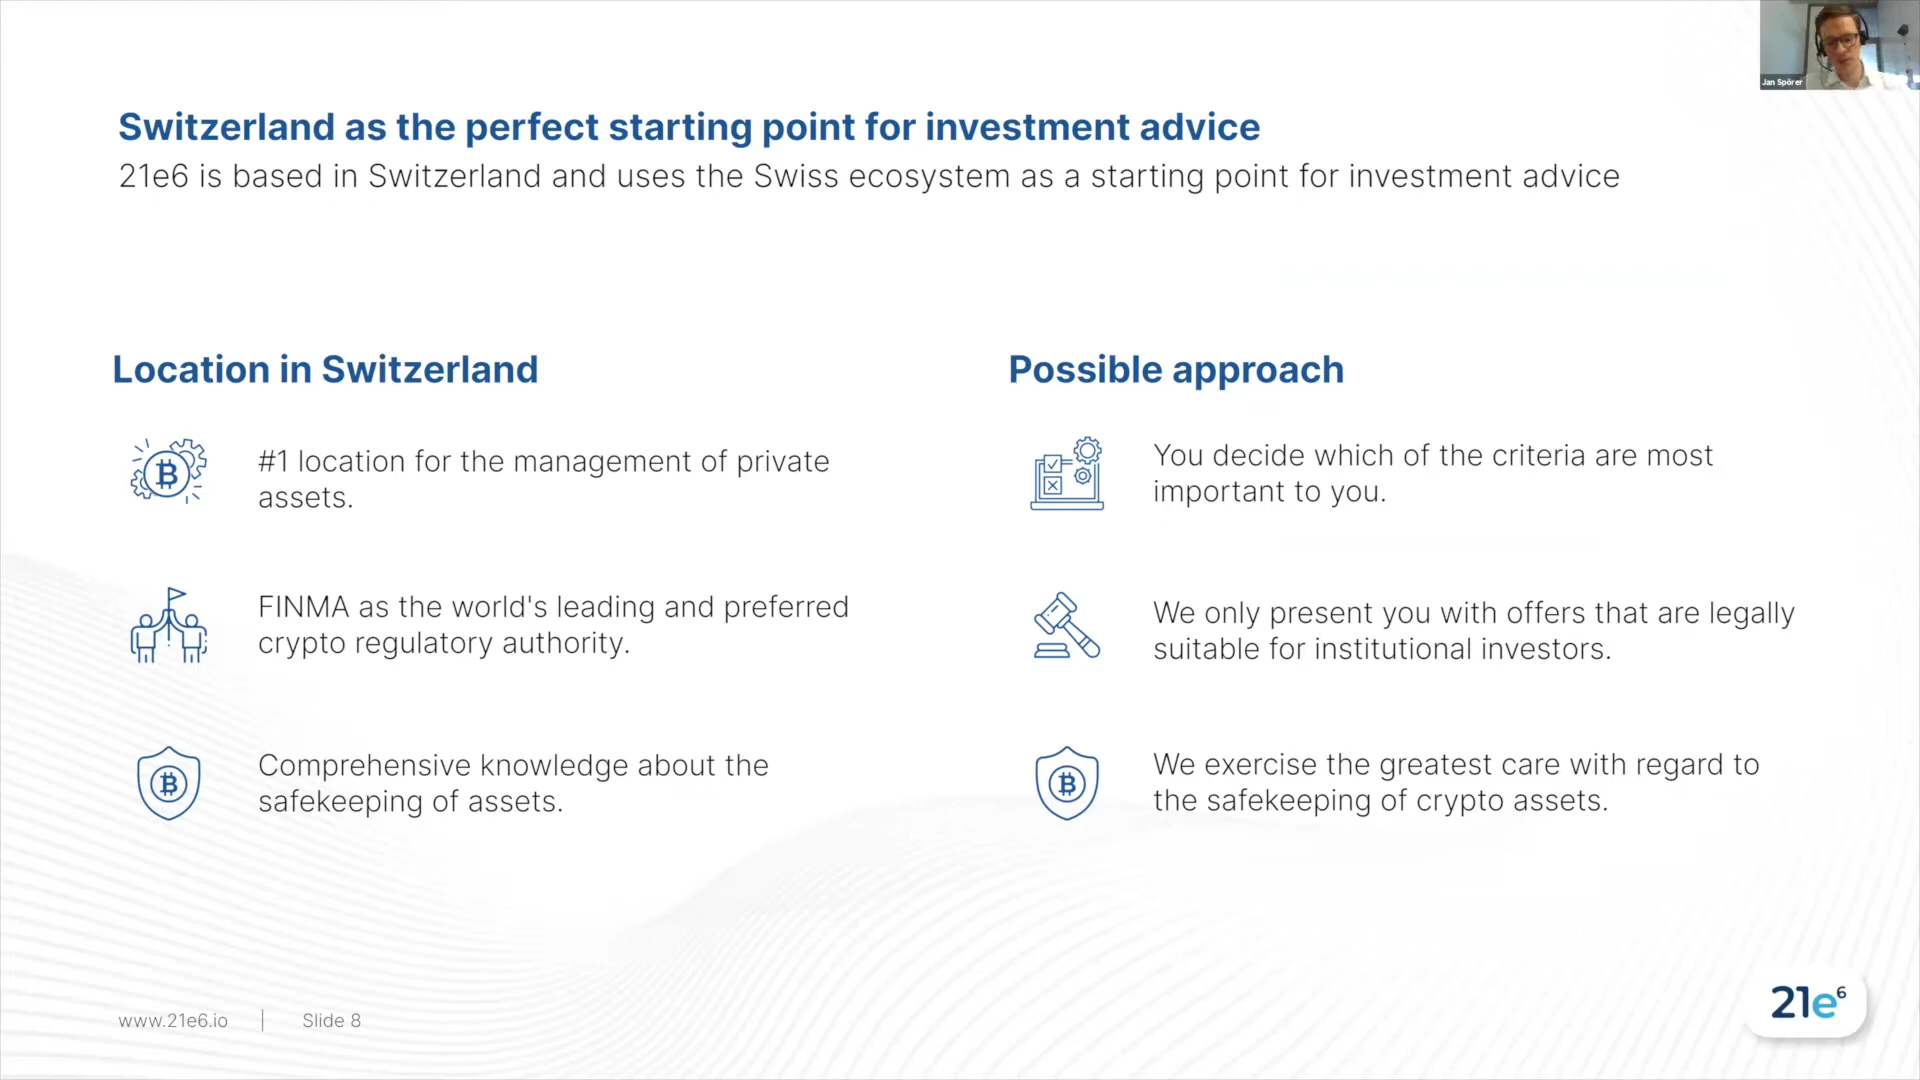 Jan Spörer
Switzerland as the perfect starting point for investment advice
21e6 is based in Switzerland and uses the Swiss ecosystem as a starting point for investment advice
Location in Switzerland
#1 location for the management of private
assets.
FINMA as the world's leading and preferred
crypto regulatory authority.
Comprehensive knowledge about the
safekeeping of assets.
Possible approach
You decide which of the criteria are most
important to you.
We only present you with offers that are legally
suitable for institutional investors.
We exercise the greatest care with regard to
the safekeeping of crypto assets.
www.21e6.io | Slide 8
21e⁶